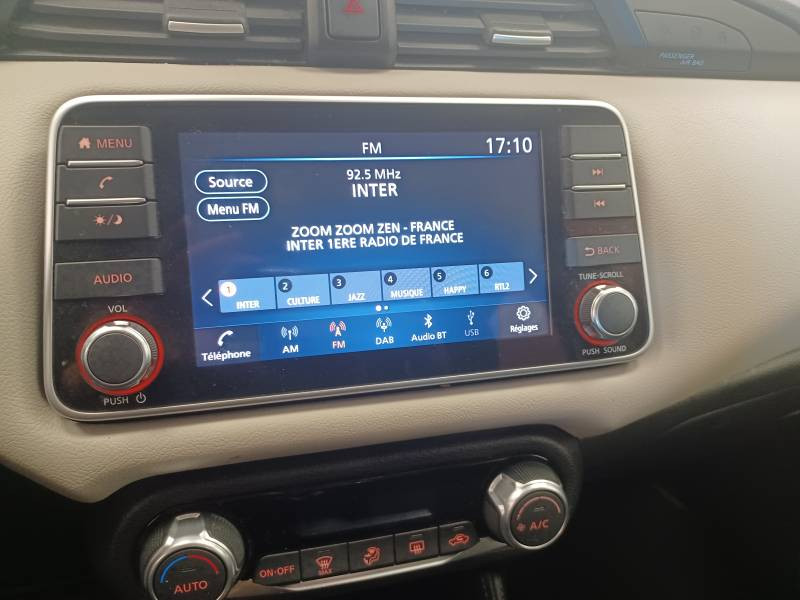 PASSENGER
AIR BAG
MENU
FM
17:10
92.5 MHz
INTER
Source
Menu FM
ZOOM ZOOM ZEN - FRANCE
INTER 1ERE RADIO DE FRANCE
AUDIO
BACK
VOL
TUNE·SCROLL
1 INTER
2 CULTURE
3 JAZZ
4 MUSIQUE
5 HAPPY
6 RTL2
Téléphone
AM
FM
DAB
Audio BT
USB
Réglages
PUSH
PUSH SOUND
AUTO
ON·OFF
MAX
A/C